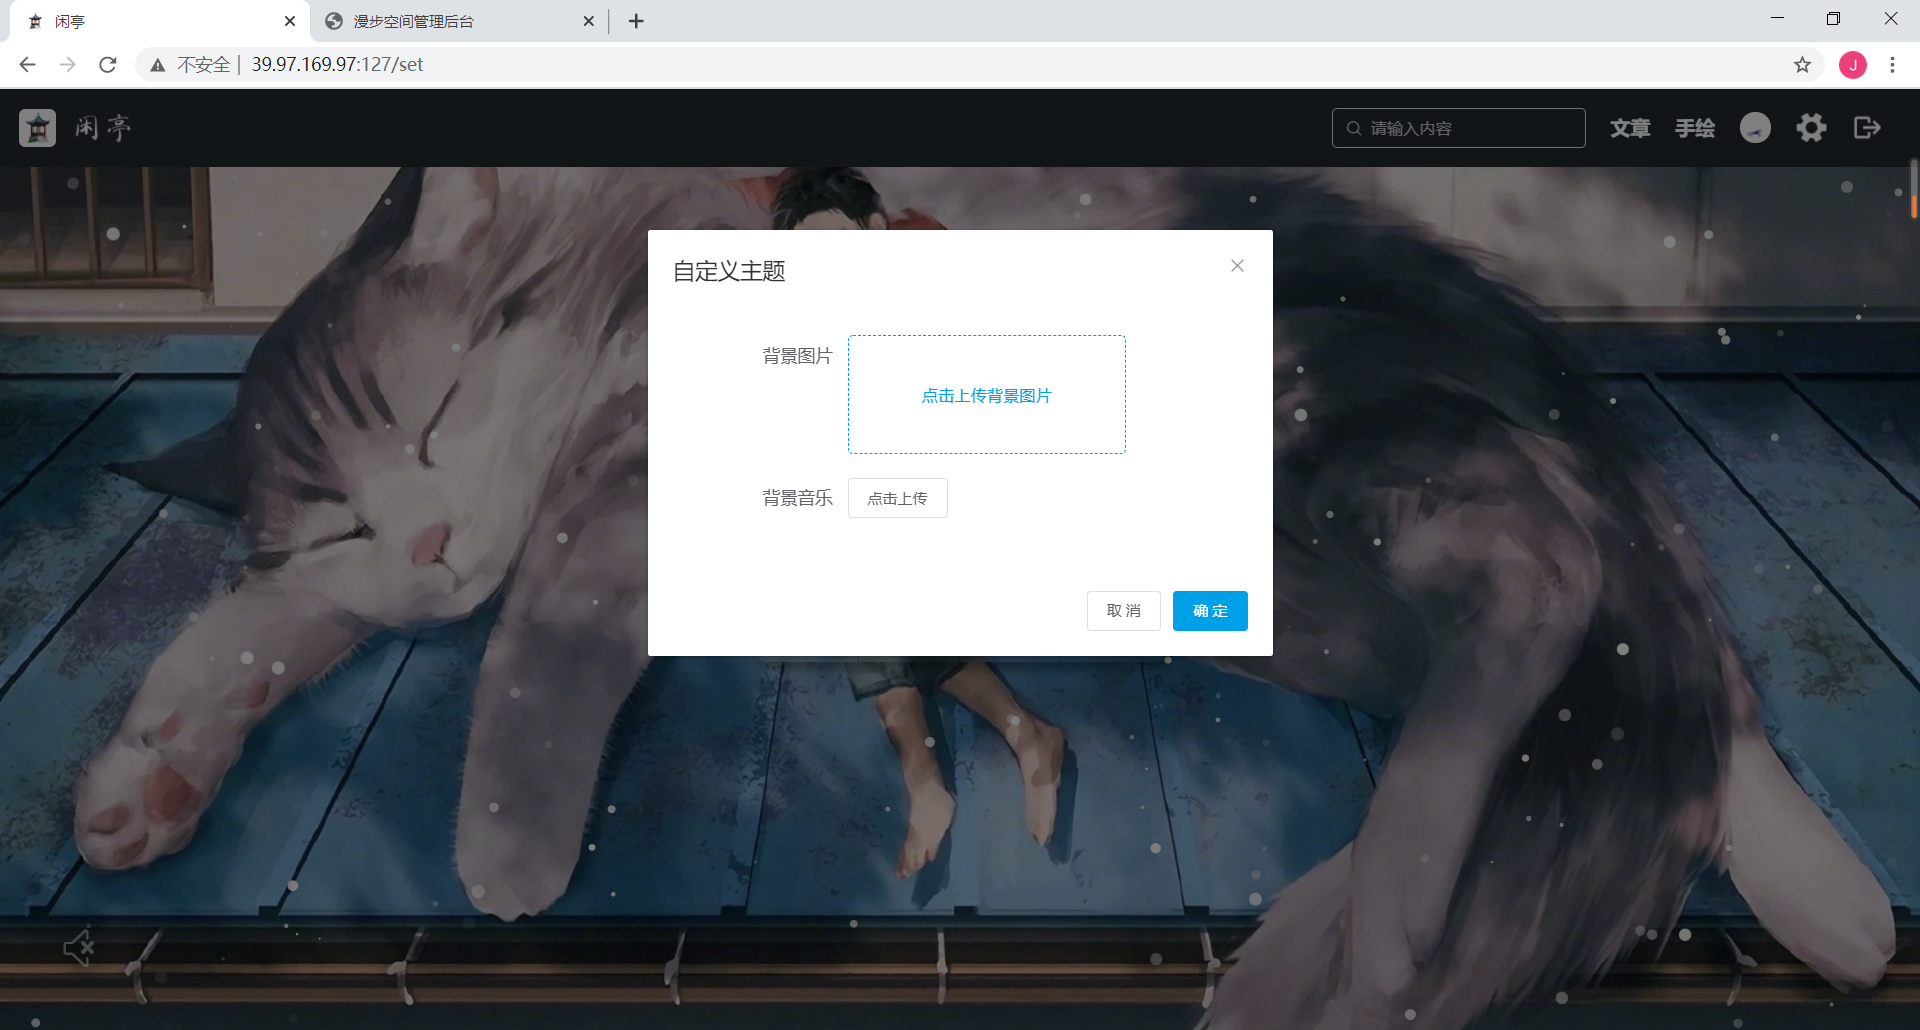 闲亭
漫步空间管理后台
不安全
39.97.169.97:127/set
J
闲亭
请输入内容
文章
手绘
自定义主题
背景图片
点击上传背景图片
背景音乐
点击上传
取消
确定